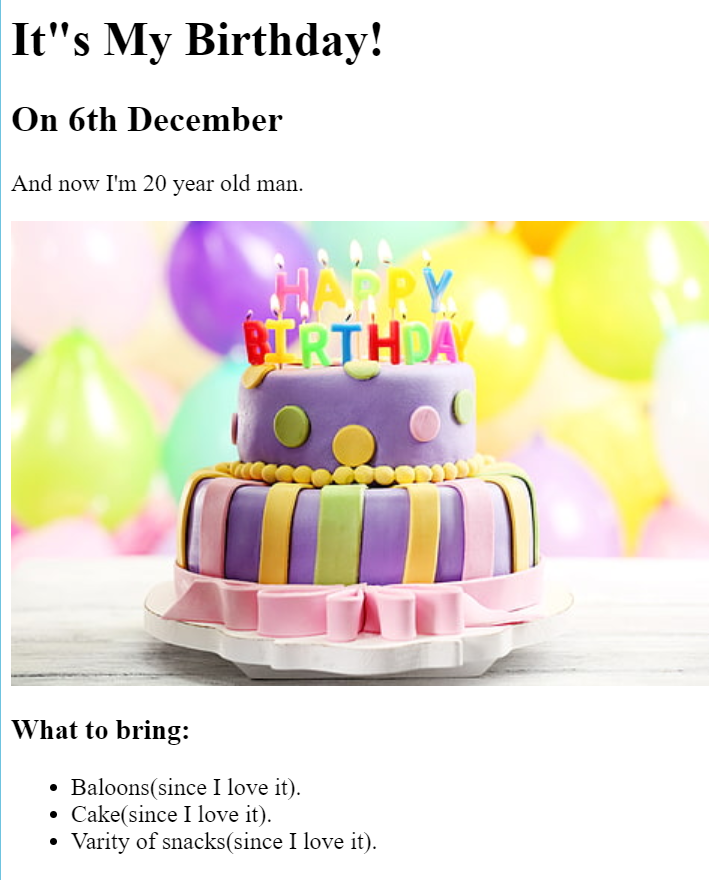 It"s My Birthday!
On 6th December
And now I'm 20 year old man.
HAPPY
BIRTHDAY
What to bring:
Baloons(since I love it).
Cake(since I love it).
Varity of snacks(since I love it).